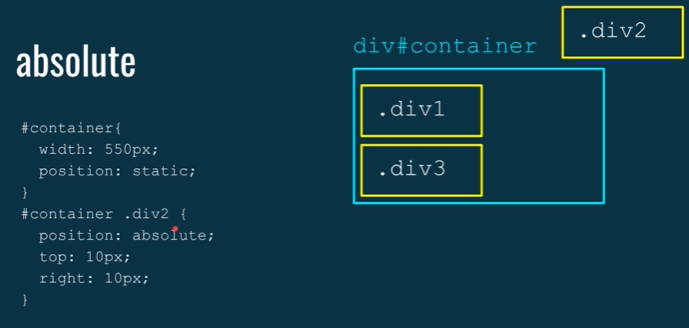 absolute
#container{
width: 550px;
position: static;
}
#container .div2 {
position: absolute;
top: 10px;
right: 10px;
}
div#container
.div2
.div1
.div3